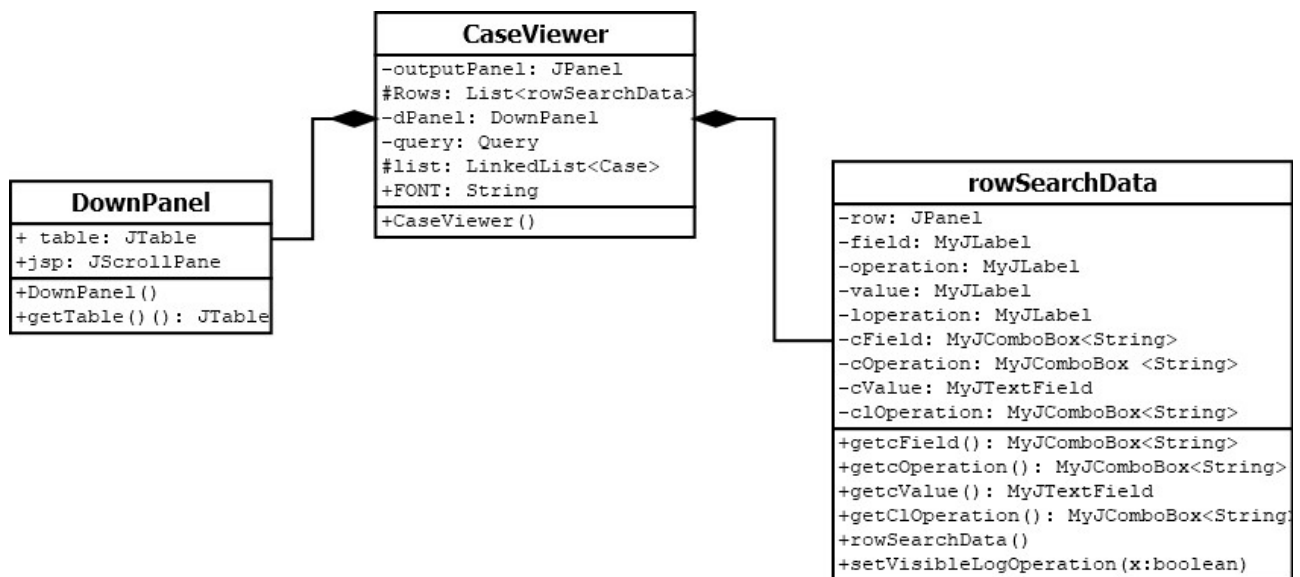 CaseViewer
-outputPanel: JPanel
#Rows: List<rowSearchData>
-dPanel: DownPanel
-query: Query
#list: LinkedList<Case>
+FONT: String
+CaseViewer()
DownPanel
+ table: JTable
+jsp: JScrollPane
+DownPanel()
+getTable()(): JTable
rowSearchData
-row: JPanel
-field: MyJLabel
-operation: MyJLabel
-value: MyJLabel
-loperation: MyJLabel
-cField: MyJComboBox<String>
-cOperation: MyJComboBox <String>
-cValue: MyJTextField
-clOperation: MyJComboBox<String>
+getcField(): MyJComboBox<String>
+getcOperation(): MyJComboBox<String>
+getcValue(): MyJTextField
+getClOperation(): MyJComboBox<String>
+rowSearchData()
+setVisibleLogOperation(x:boolean)